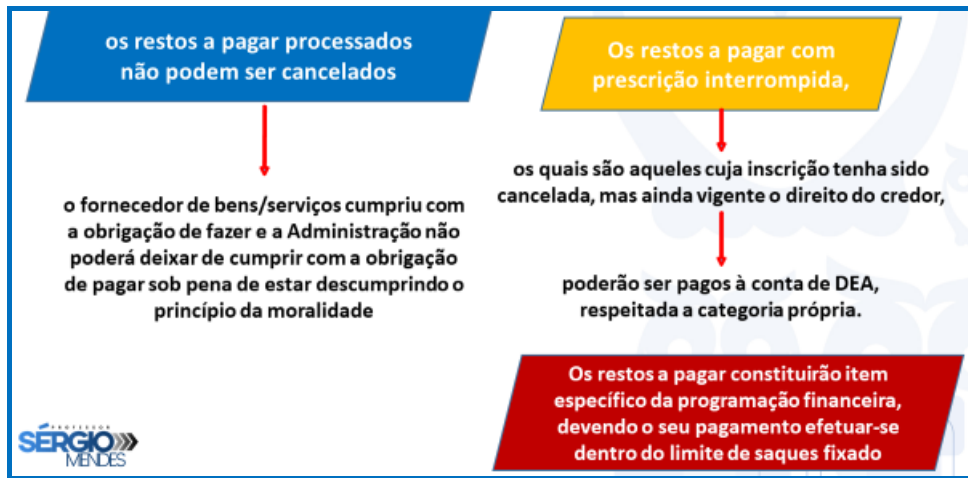 os restos a pagar processados
não podem ser cancelados
o fornecedor de bens/serviços cumpriu com
a obrigação de fazer e a Administração não
poderá deixar de cumprir com a obrigação
de pagar sob pena de estar descumprindo o
princípio da moralidade
Os restos a pagar com
prescrição interrompida,
os quais são aqueles cuja inscrição tenha sido
cancelada, mas ainda vigente o direito do credor,
poderão ser pagos à conta de DEA,
respeitada a categoria própria.
Os restos a pagar constituirão item
específico da programação financeira,
devendo o seu pagamento efetuar-se
dentro do limite de saques fixado
PROFESSOR
SÉRGIO
MENDES